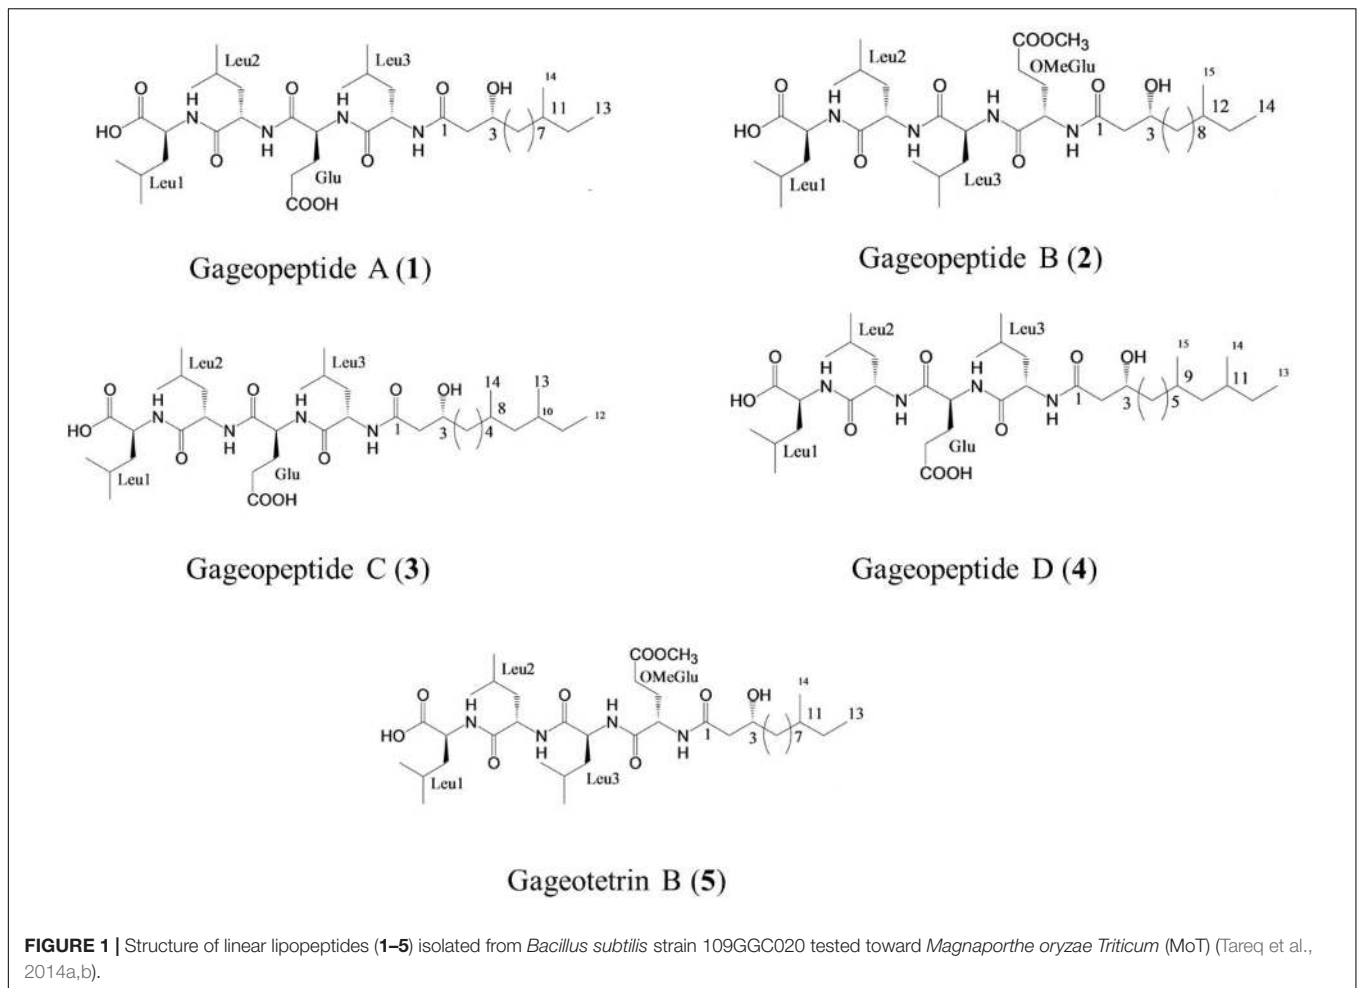 Leu2
Leu3
O
H
N
O
H
N
O
OH
14
11
13
HO
O
N
H
O
N
H
1
3
7
Leu1
Glu
COOH
Gageopeptide A (1)
COOCH3
OMeGlu
Leu2
O
H
N
O
H
N
O
OH
15
12
14
HO
O
N
H
O
N
H
1
3
8
Leu1
Leu3
Gageopeptide B (2)
Leu2
Leu3
O
H
N
O
H
N
O
OH
14
13
8
10
12
HO
O
N
H
O
N
H
1
3
4
Leu1
Glu
COOH
Gageopeptide C (3)
Leu2
Leu3
O
H
N
O
H
N
O
OH
15
14
9
11
13
HO
O
N
H
O
N
H
1
3
5
Leu1
Glu
COOH
Gageopeptide D (4)
COOCH3
OMeGlu
Leu2
O
H
N
O
H
N
O
OH
14
11
13
HO
O
N
H
O
N
H
1
3
7
Leu1
Leu3
Gageotetrin B (5)
FIGURE 1 | Structure of linear lipopeptides (1–5) isolated from Bacillus subtilis strain 109GGC020 tested toward Magnaporthe oryzae Triticum (MoT) (Tareq et al.,
2014a,b).